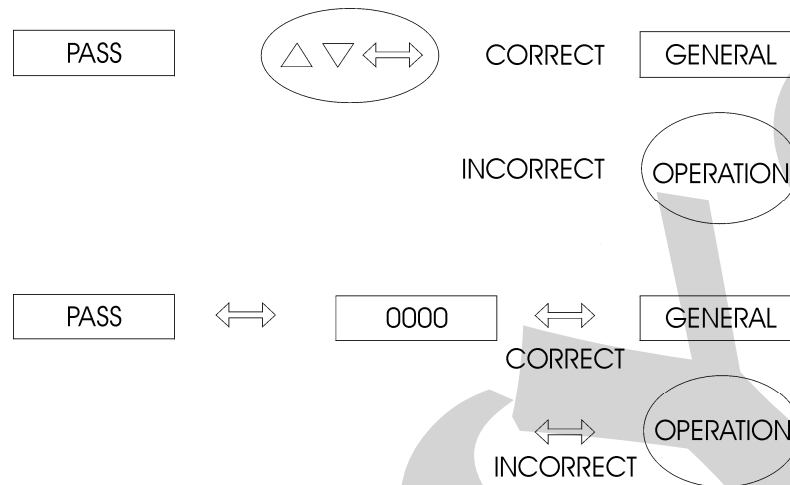 PASS CORRECT GENERAL
INCORRECT OPERATION
PASS 0000 GENERAL
CORRECT
OPERATION
INCORRECT